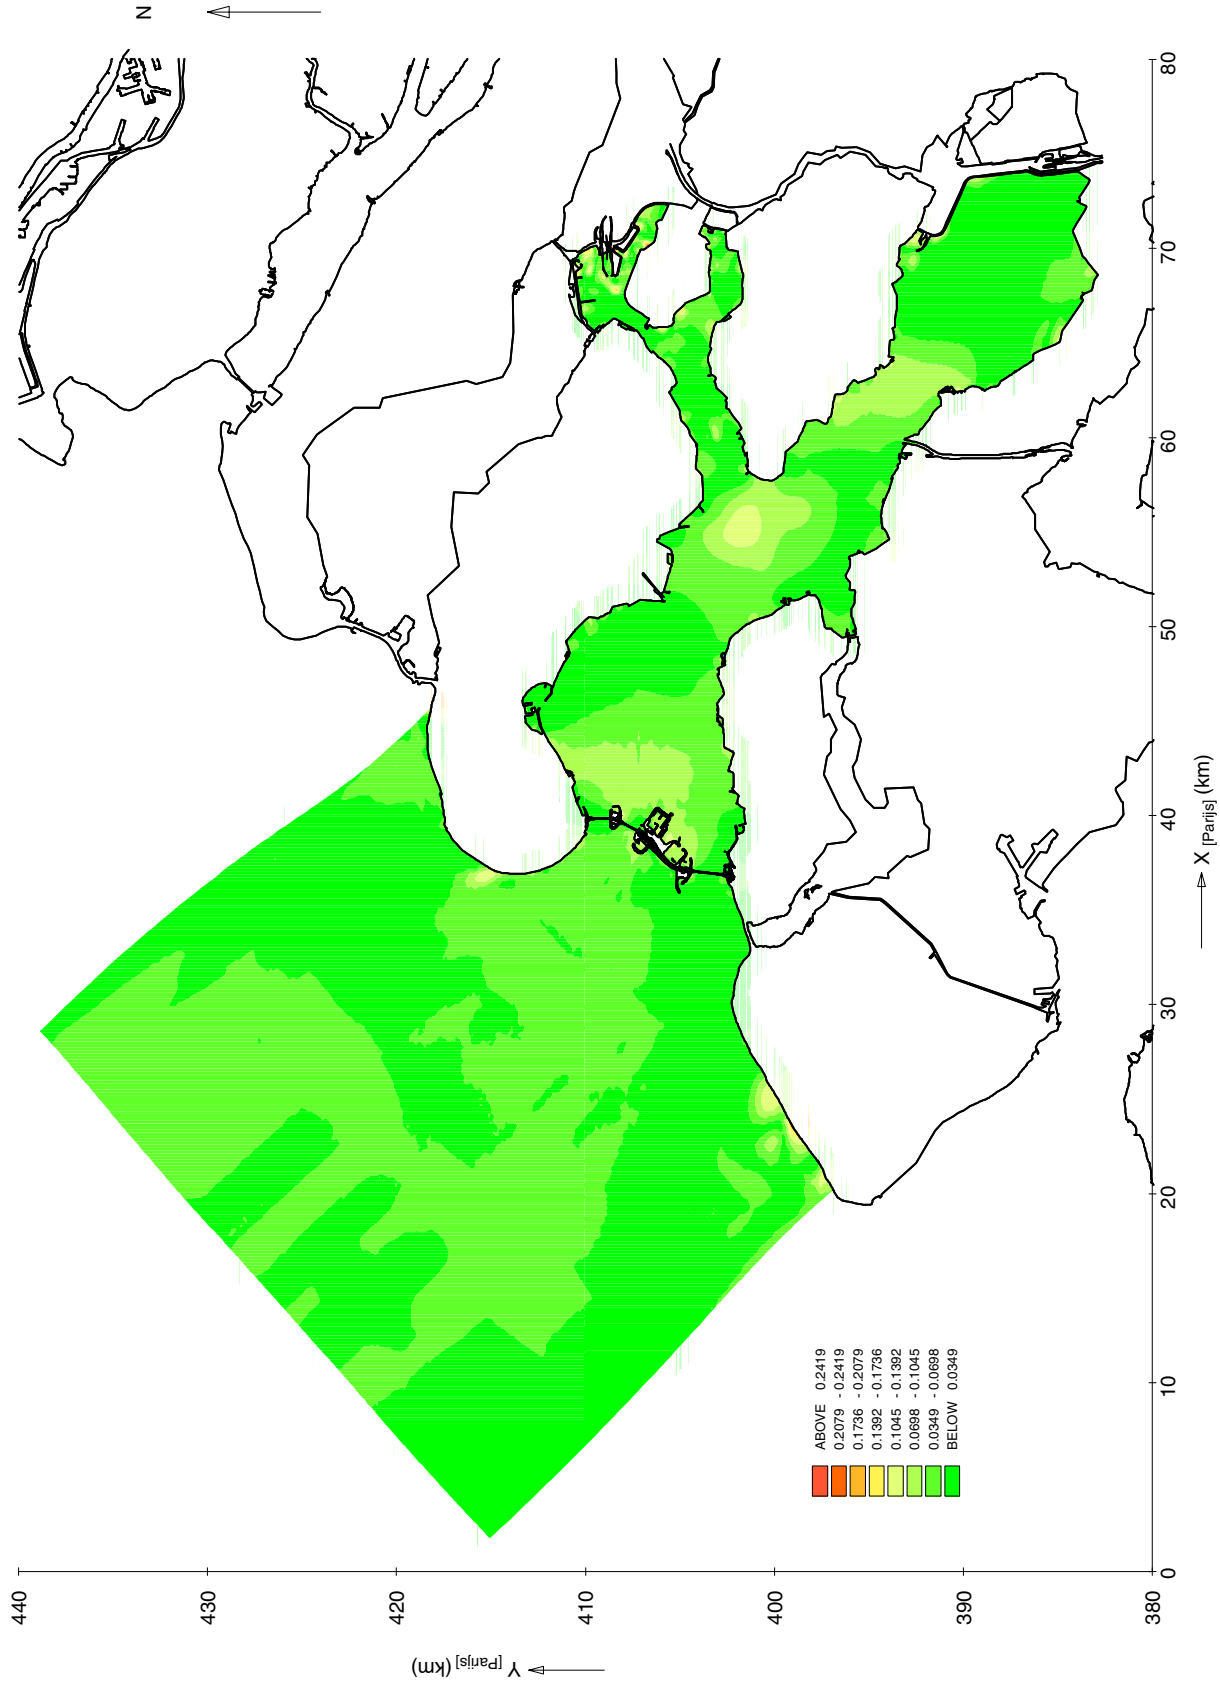 N
440
430
420
410
400
390
380
Y [Parijs] (km)
ABOVE 0.2419
0.2079 - 0.2419
0.1736 - 0.2079
0.1392 - 0.1736
0.1045 - 0.1392
0.0698 - 0.1045
0.0349 - 0.0698
BELOW 0.0349
0
10
20
30
40
50
60
70
80
X [Parijs] (km)